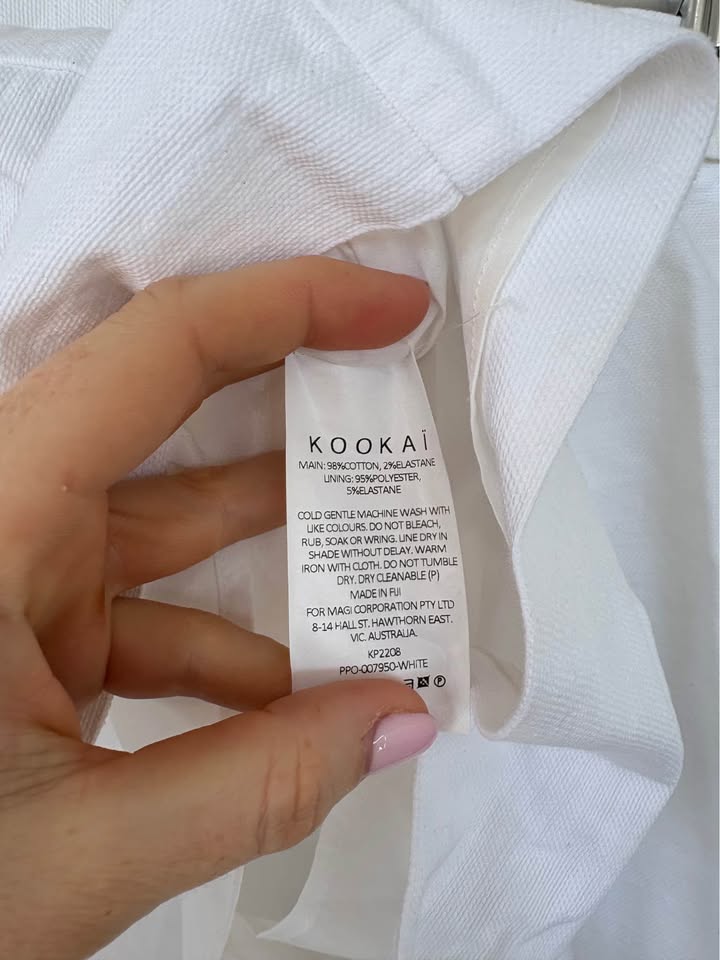 KOOKAÏ
MAIN: 98%COTTON, 2%ELASTANE
LINING: 95%POLYESTER,
5%ELASTANE
COLD GENTLE MACHINE WASH WITH
LIKE COLOURS. DO NOT BLEACH,
RUB, SOAK OR WRING. LINE DRY IN
SHADE WITHOUT DELAY. WARM
IRON WITH CLOTH. DO NOT TUMBLE
DRY. DRY CLEANABLE (P)
MADE IN FIJI
FOR MAGI CORPORATION PTY LTD
8-14 HALL ST. HAWTHORN EAST.
VIC. AUSTRALIA.
KP2208
PPO-007950-WHITE
P